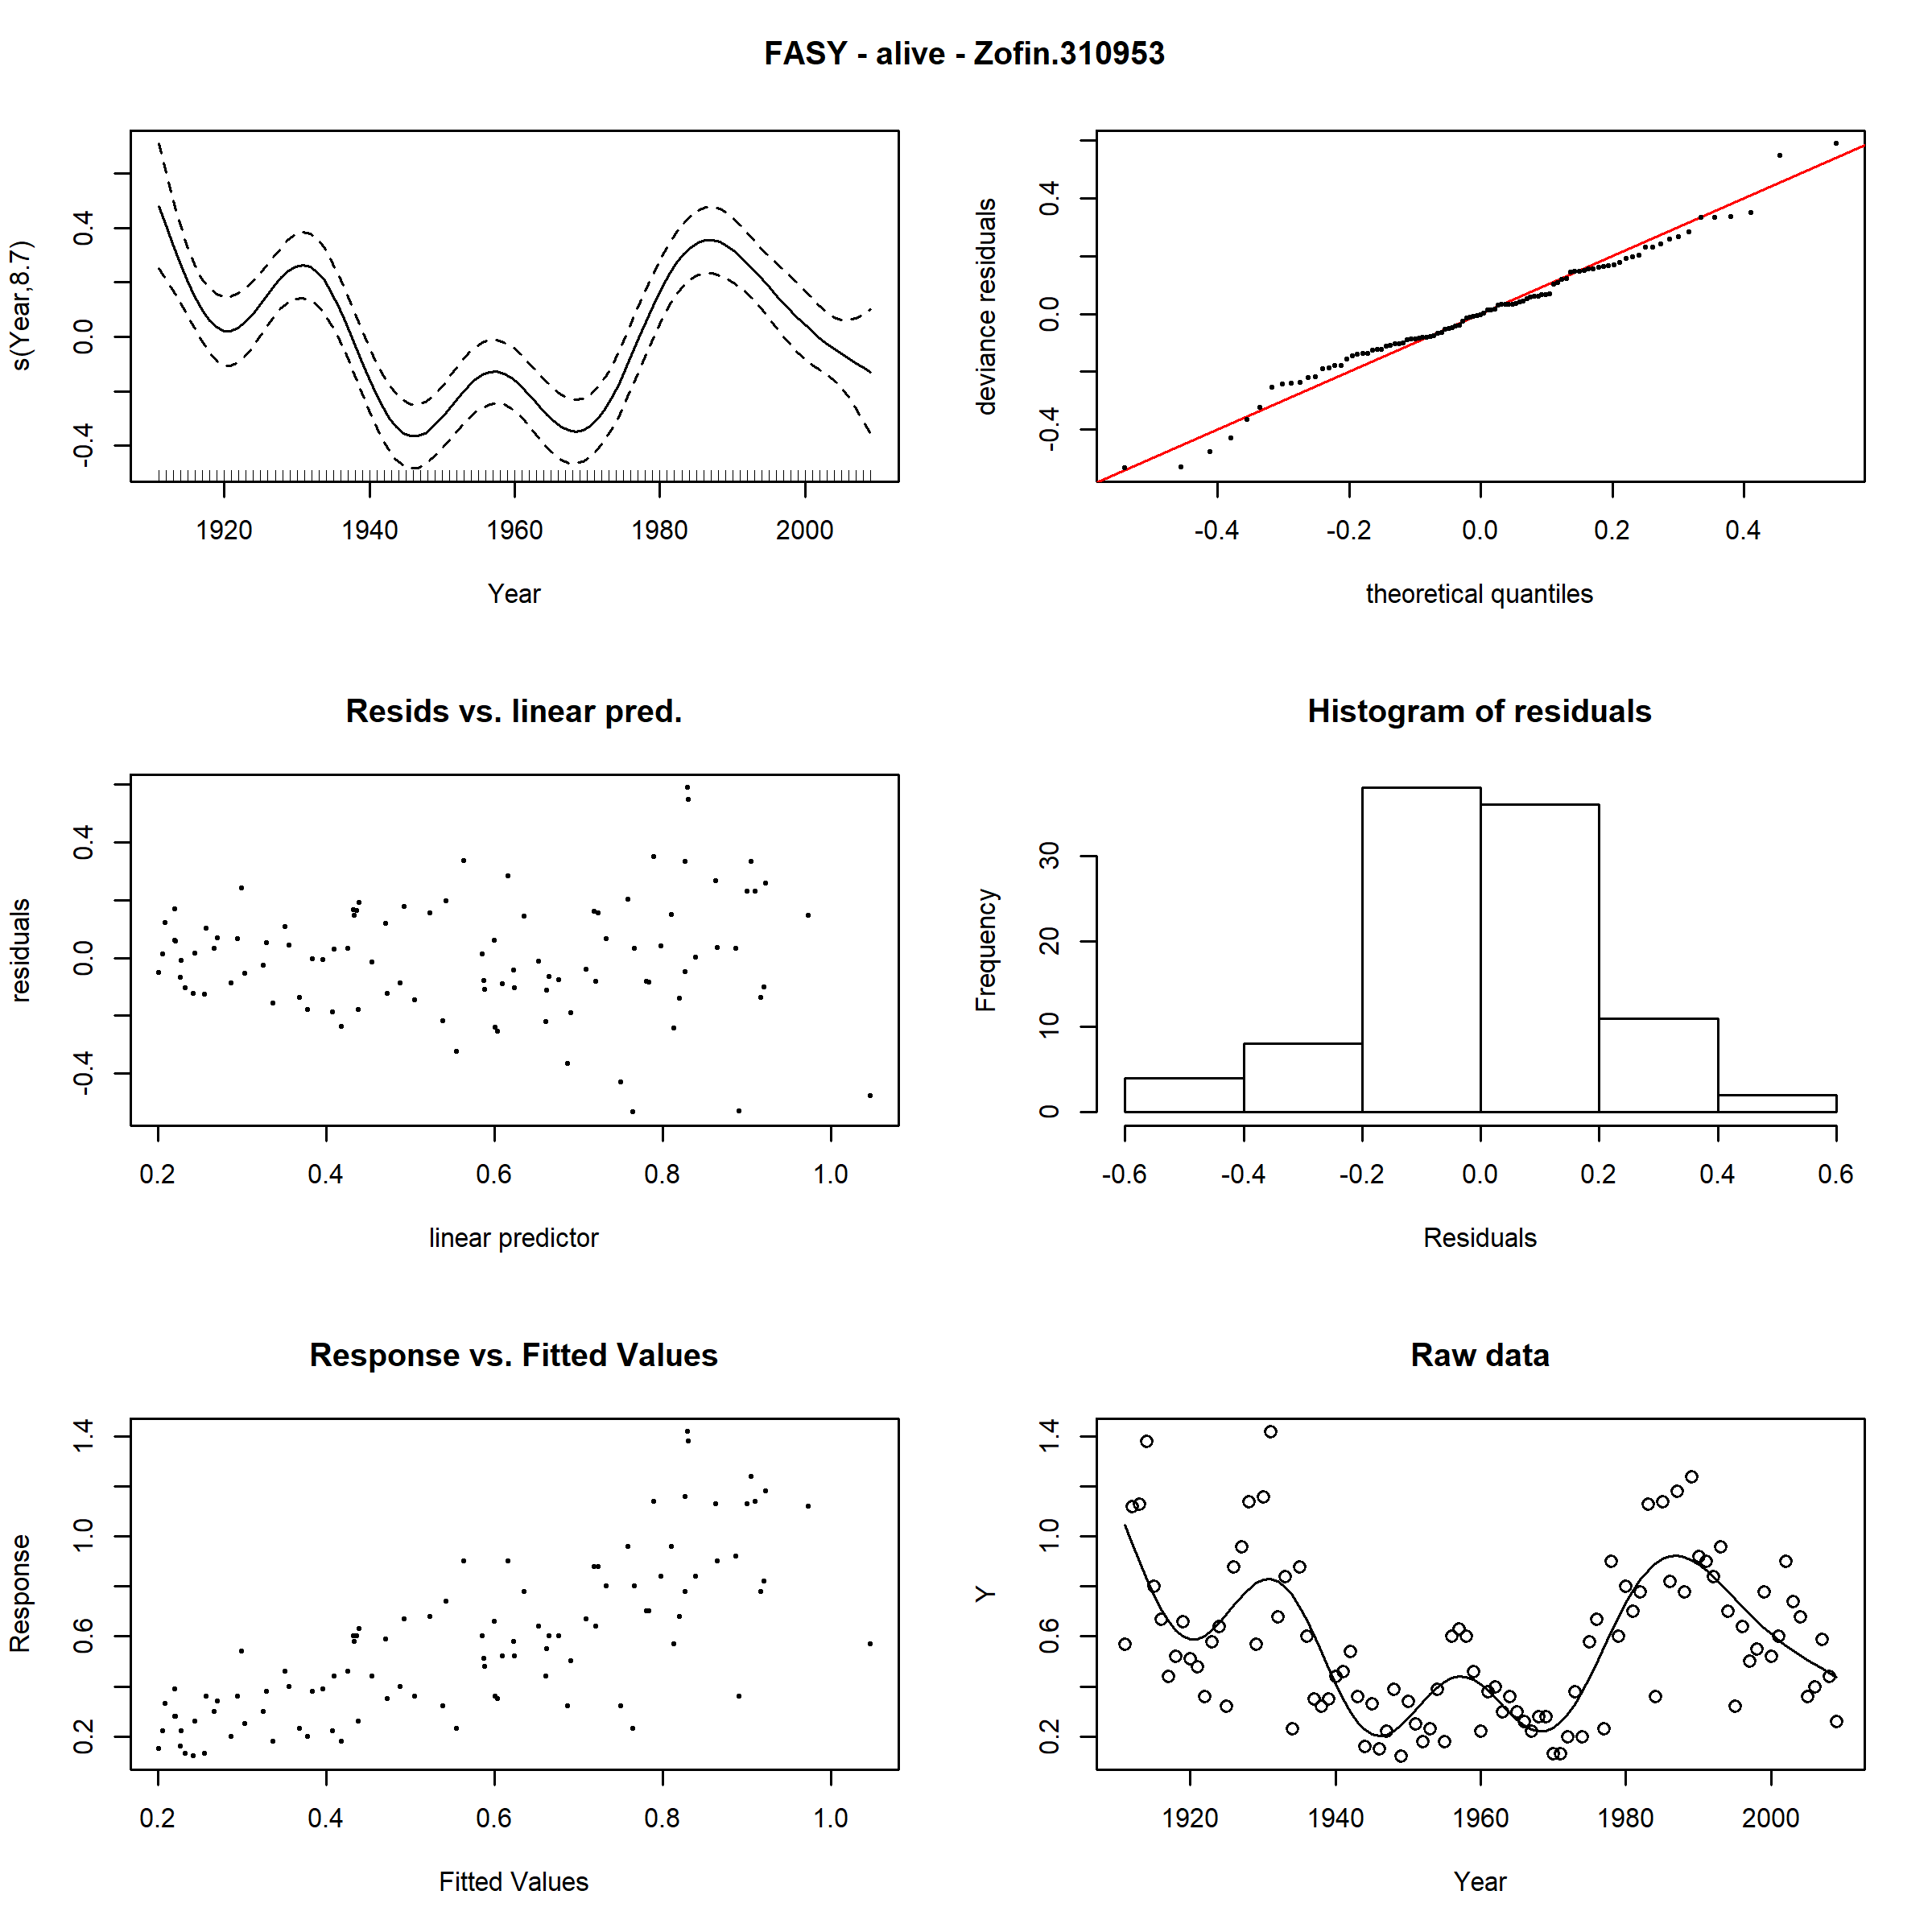 FASY - alive - Zofin.310953
s(Year,8.7)
-0.4 0.0 0.4
1920 1940 1960 1980 2000
Year
deviance residuals
-0.4 0.0 0.4
-0.4 -0.2 0.0 0.2 0.4
theoretical quantiles
Resids vs. linear pred.
residuals
-0.4 0.0 0.4
0.2 0.4 0.6 0.8 1.0
linear predictor
Histogram of residuals
Frequency
0 10 20 30
-0.6 -0.4 -0.2 0.0 0.2 0.4 0.6
Residuals
Response vs. Fitted Values
Response
0.2 0.6 1.0 1.4
0.2 0.4 0.6 0.8 1.0
Fitted Values
Raw data
Y
0.2 0.6 1.0 1.4
1920 1940 1960 1980 2000
Year